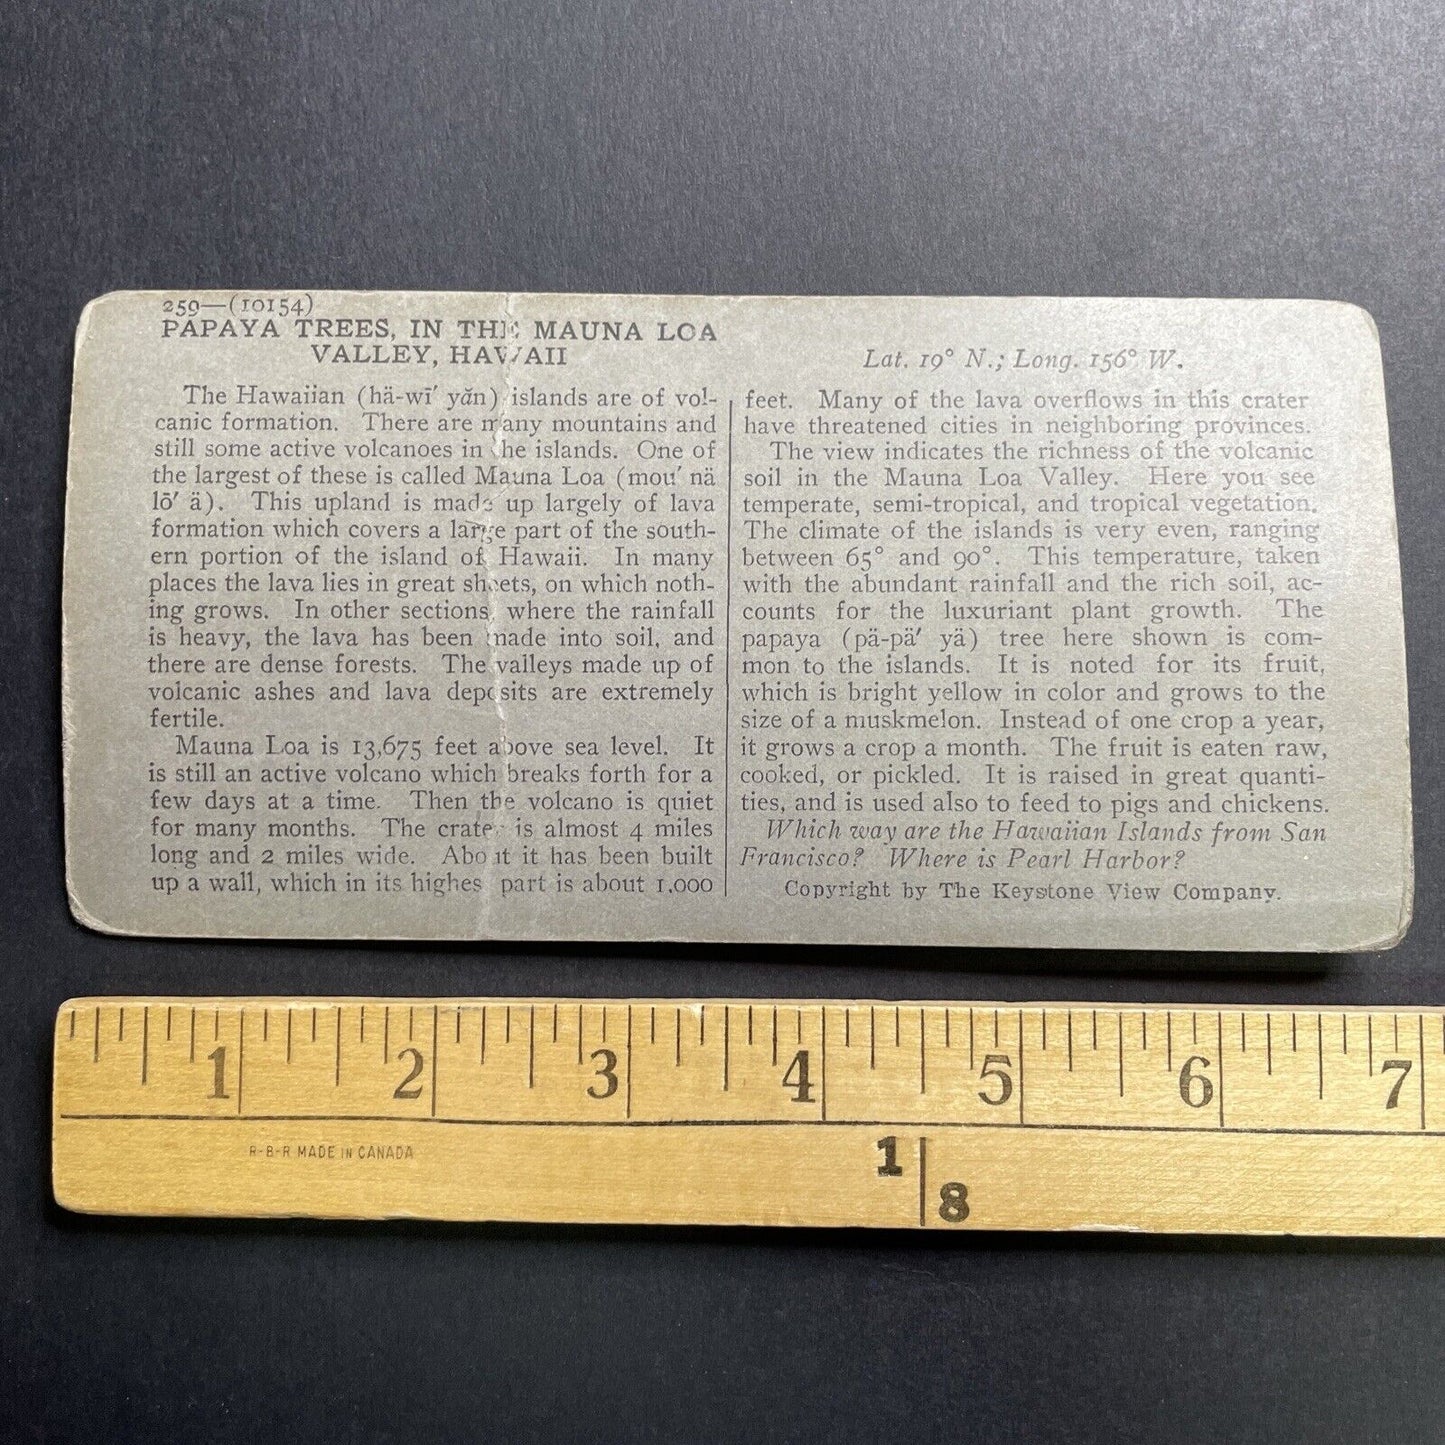 259—(10154)
PAPAYA TREES, IN THE MAUNA LOA
VALLEY, HAWAII
The Hawaiian (hä-wī′ yăn) islands are of vol-
canic formation. There are many mountains and
still some active volcanoes in the islands. One of
the largest of these is called Mauna Loa (mou′ nä
lō′ ä). This upland is made up largely of lava
formation which covers a large part of the south-
ern portion of the island of Hawaii. In many
places the lava lies in great sheets, on which noth-
ing grows. In other sections, where the rainfall
is heavy, the lava has been made into soil, and
there are dense forests. The valleys made up of
volcanic ashes and lava deposits are extremely
fertile.
Mauna Loa is 13,675 feet above sea level. It
is still an active volcano which breaks forth for a
few days at a time. Then the volcano is quiet
for many months. The crater is almost 4 miles
long and 2 miles wide. About it has been built
up a wall, which in its highest part is about 1,000
Lat. 19° N.; Long. 156° W.
feet. Many of the lava overflows in this crater
have threatened cities in neighboring provinces.
The view indicates the richness of the volcanic
soil in the Mauna Loa Valley. Here you see
temperate, semi-tropical, and tropical vegetation.
The climate of the islands is very even, ranging
between 65° and 90°. This temperature, taken
with the abundant rainfall and the rich soil, ac-
counts for the luxuriant plant growth. The
papaya (pä-pä′ yä) tree here shown is com-
mon to the islands. It is noted for its fruit,
which is bright yellow in color and grows to the
size of a muskmelon. Instead of one crop a year,
it grows a crop a month. The fruit is eaten raw,
cooked, or pickled. It is raised in great quanti-
ties, and is used also to feed to pigs and chickens.
Which way are the Hawaiian Islands from San
Francisco? Where is Pearl Harbor?
Copyright by The Keystone View Company.
1 2 3 4 5 6 7
R-B-R MADE IN CANADA
1
8